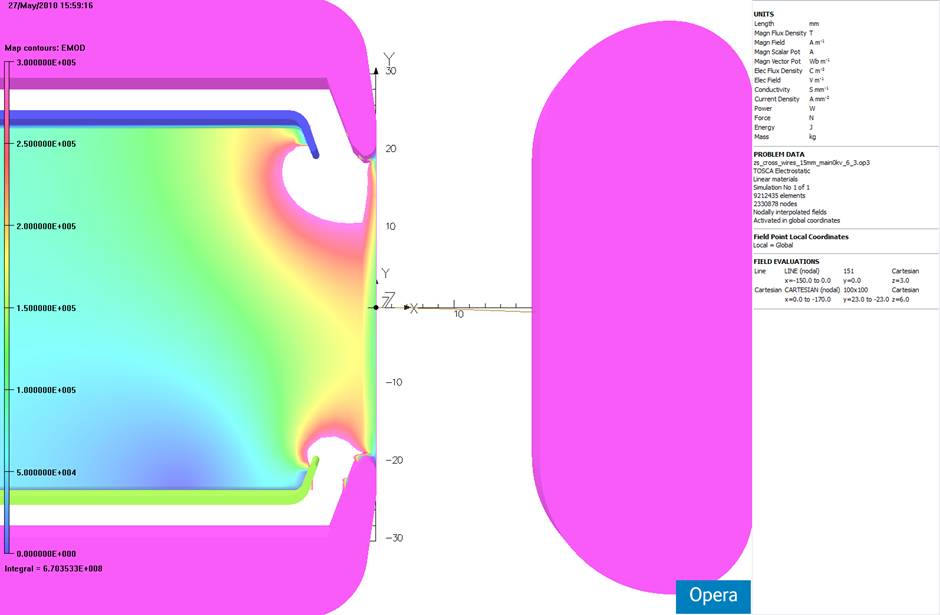 27/May/2010 15:59:16
Map contours: EMOD
3.000000E+005
2.500000E+005
2.000000E+005
1.500000E+005
1.000000E+005
5.000000E+004
0.000000E+000
Integral = 6.703533E+008
Y
30
20
10
Y
Z
X
10
-10
-20
-30
UNITS
Length mm
Magn Flux Density T
Magn Field A m⁻¹
Magn Scalar Pot A
Magn Vector Pot Wb m⁻¹
Elec Flux Density C m⁻²
Elec Field V m⁻¹
Conductivity S mm⁻¹
Current Density A mm⁻²
Power W
Force N
Energy J
Mass kg
PROBLEM DATA
zs_cross_wires_15mm_main0kv_6_3.op3
TOSCA Electrostatic
Linear materials
Simulation No 1 of 1
9212435 elements
2330878 nodes
Nodally interpolated fields
Activated in global coordinates
Field Point Local Coordinates
Local = Global
FIELD EVALUATIONS
Line LINE (nodal) 151 Cartesian
x=-150.0 to 0.0 y=0.0 z=3.0
Cartesian CARTESIAN (nodal) 100x100 Cartesian
x=0.0 to -170.0 y=23.0 to -23.0 z=6.0
Opera